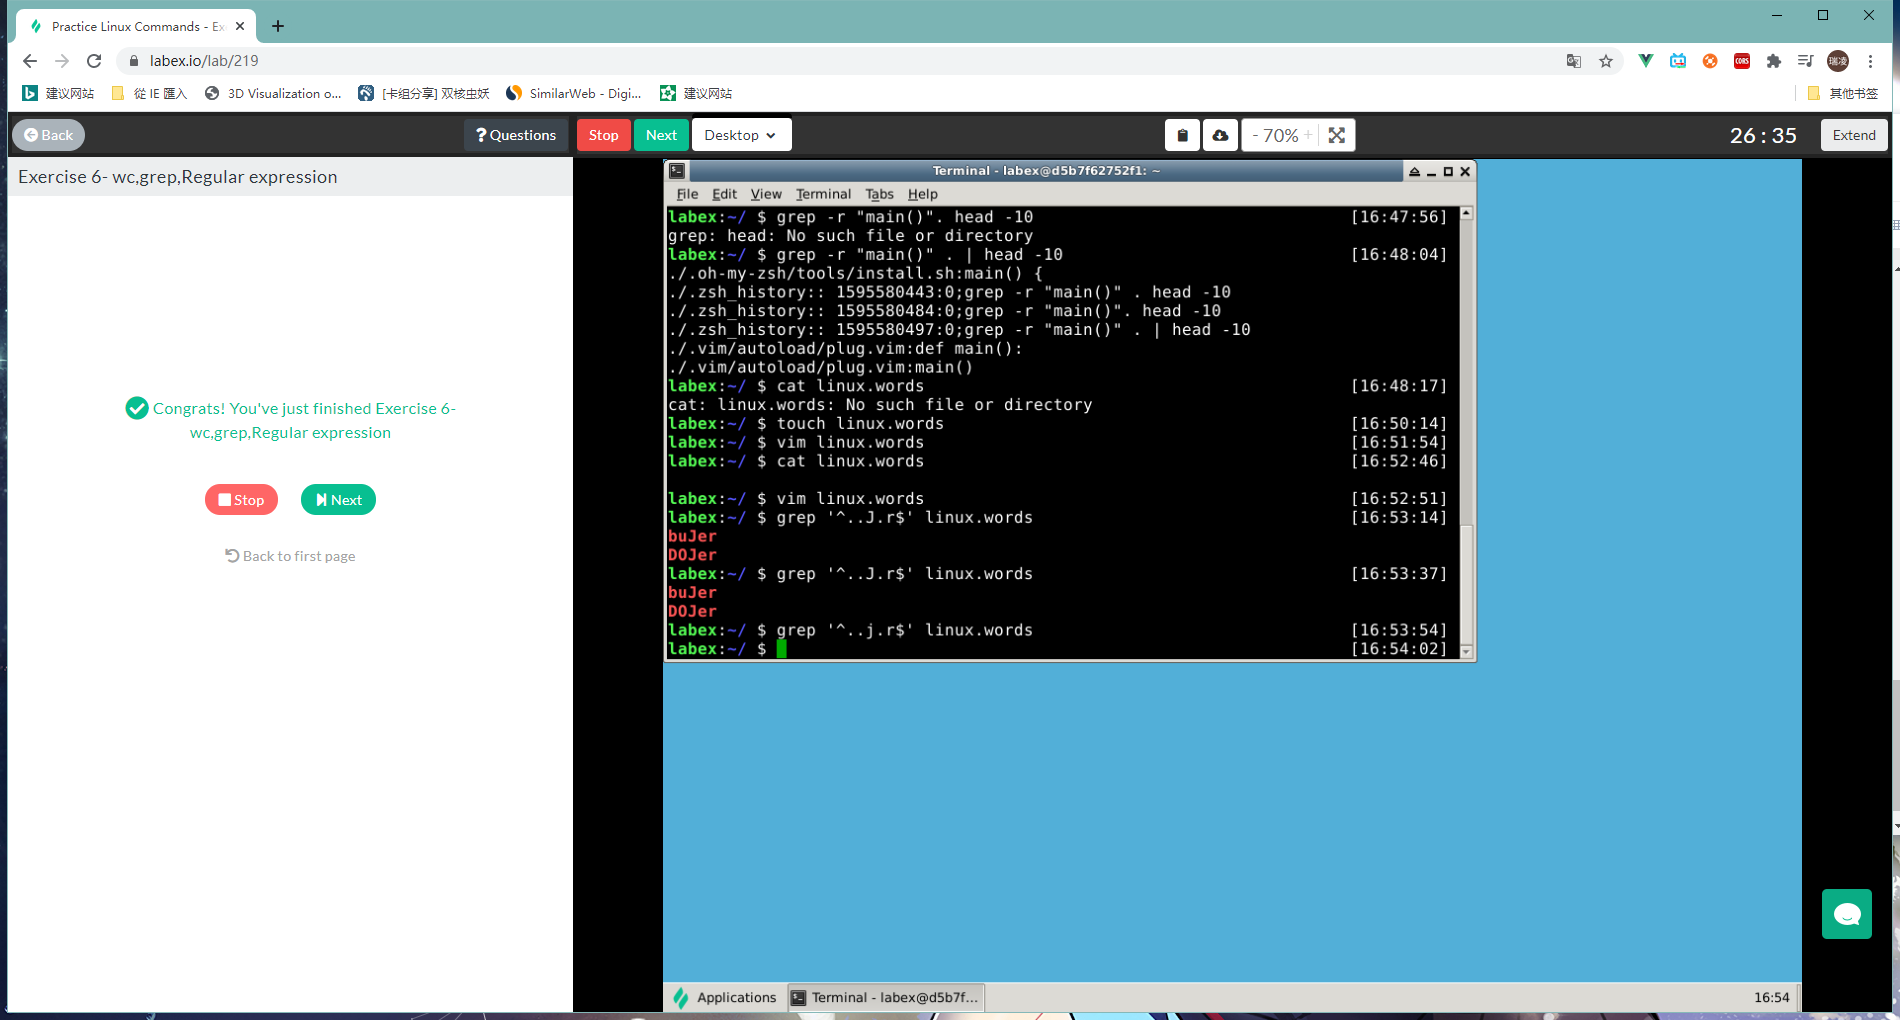 Practice Linux Commands - Ex
labex.io/lab/219
建议网站
從 IE 匯入
3D Visualization o...
[卡组分享] 双核虫妖
SimilarWeb - Digi...
建议网站
其他书签
Back
? Questions
Stop
Next
Desktop
- 70% +
26 : 35
Extend
Exercise 6- wc,grep,Regular expression
Congrats! You've just finished Exercise 6-
wc,grep,Regular expression
Stop
Next
Back to first page
Terminal - labex@d5b7f62752f1: ~
File Edit View Terminal Tabs Help
labex:~/ $ grep -r "main()". head -10 [16:47:56]
grep: head: No such file or directory
labex:~/ $ grep -r "main()" . | head -10 [16:48:04]
./.oh-my-zsh/tools/install.sh:main() {
./.zsh_history:: 1595580443:0;grep -r "main()" . head -10
./.zsh_history:: 1595580484:0;grep -r "main()". head -10
./.zsh_history:: 1595580497:0;grep -r "main()" . | head -10
./.vim/autoload/plug.vim:def main():
./.vim/autoload/plug.vim:main()
labex:~/ $ cat linux.words [16:48:17]
cat: linux.words: No such file or directory
labex:~/ $ touch linux.words [16:50:14]
labex:~/ $ vim linux.words [16:51:54]
labex:~/ $ cat linux.words [16:52:46]
labex:~/ $ vim linux.words [16:52:51]
labex:~/ $ grep '^..J.r$' linux.words [16:53:14]
buJer
DOJer
labex:~/ $ grep '^..J.r$' linux.words [16:53:37]
buJer
DOJer
labex:~/ $ grep '^..j.r$' linux.words [16:53:54]
labex:~/ $ [16:54:02]
Applications
Terminal - labex@d5b7f...
16:54